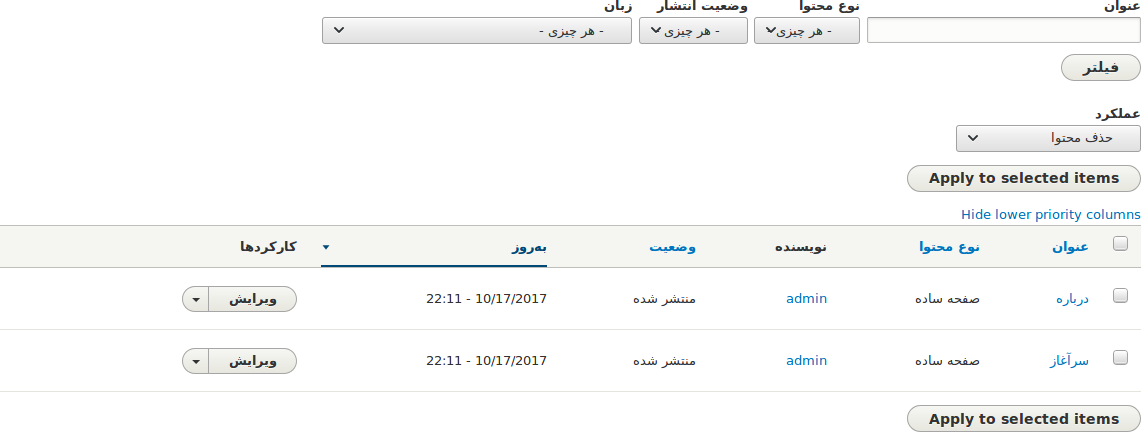 عنوان نوع محتوا وضعیت انتشار زبان
- هر چیزی - هر چیزی - هر چیزی -
فیلتر
عملکرد
حذف محتوا
Apply to selected items
Hide lower priority columns
عنوان نوع محتوا نویسنده وضعیت به‌روز کارکردها
درباره صفحه ساده admin منتشر شده 22:11 - 10/17/2017 ویرایش
سرآغاز صفحه ساده admin منتشر شده 22:11 - 10/17/2017 ویرایش
Apply to selected items